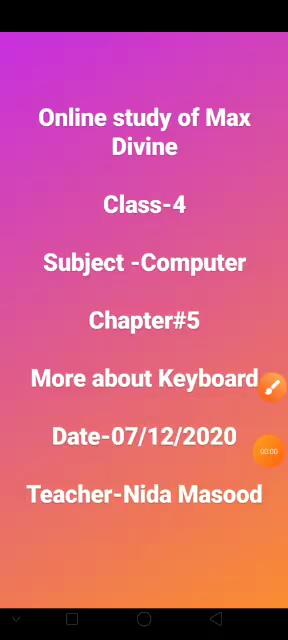 Online study of Max
Divine
Class-4
Subject -Computer
Chapter#5
More about Keyboard
Date-07/12/2020
00:00
Teacher-Nida Masood